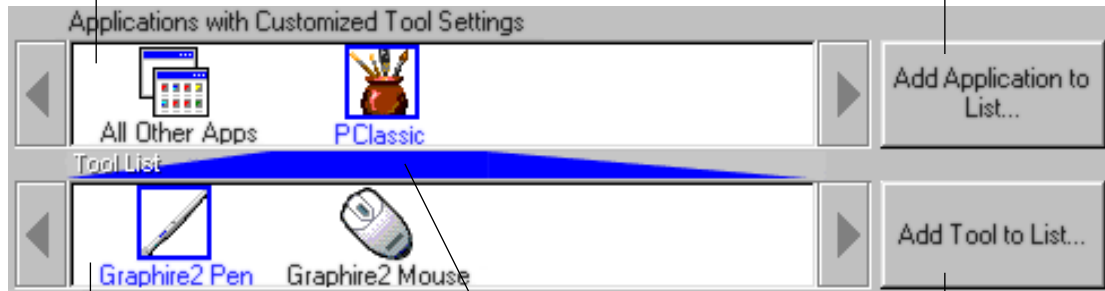 Applications with Customized Tool Settings
All Other Apps
PClassic
Add Application to
List...
Tool List
Graphire2 Pen
Graphire2 Mouse
Add Tool to List...